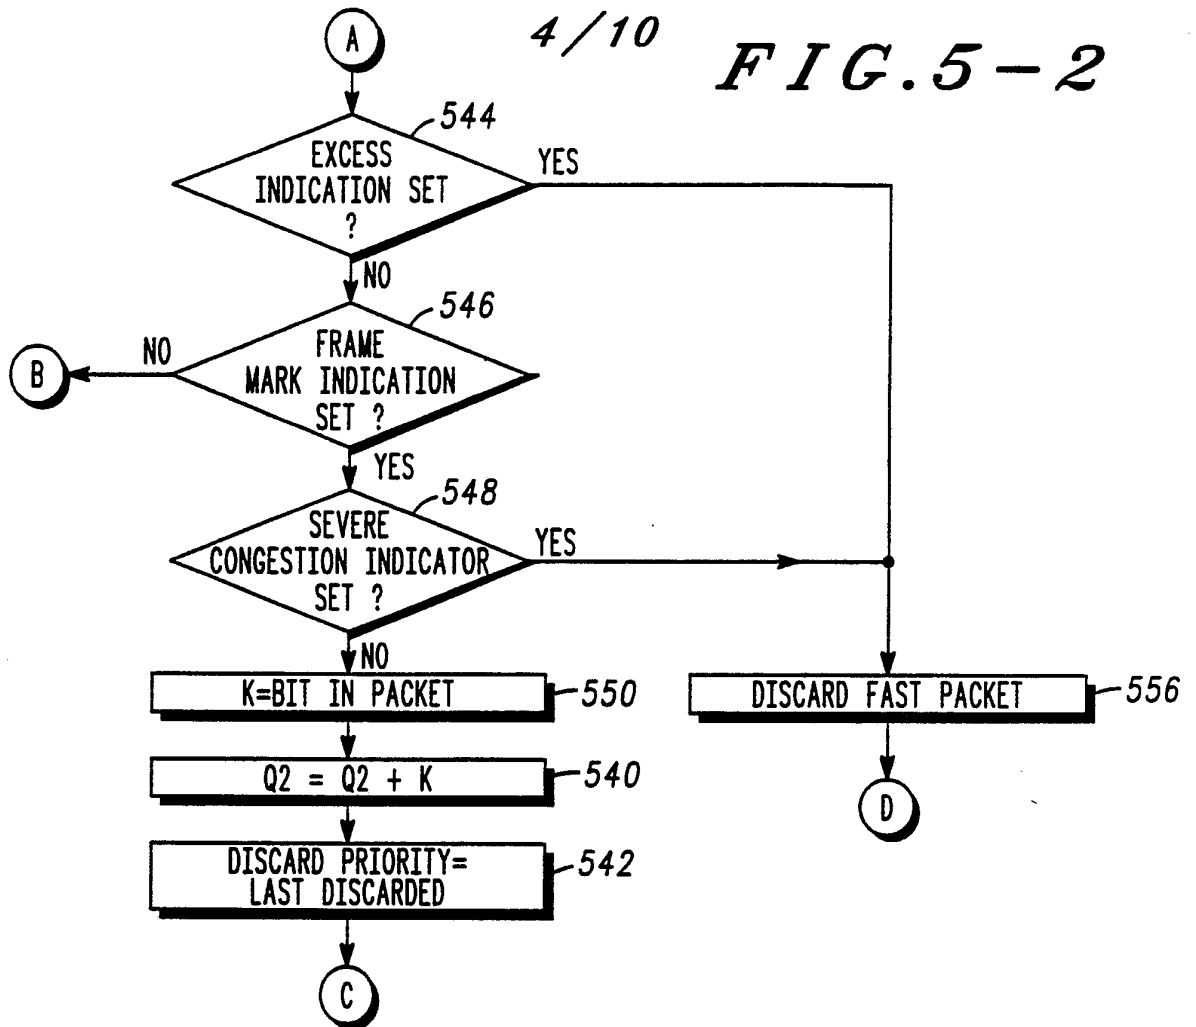 4/10
FIG.5-2
A
544
EXCESS
INDICATION SET
?
YES
NO
546
FRAME
MARK INDICATION
SET ?
NO
B
YES
548
SEVERE
CONGESTION INDICATOR
SET ?
YES
NO
K=BIT IN PACKET
550
DISCARD FAST PACKET
556
Q2 = Q2 + K
540
D
DISCARD PRIORITY=
LAST DISCARDED
542
C